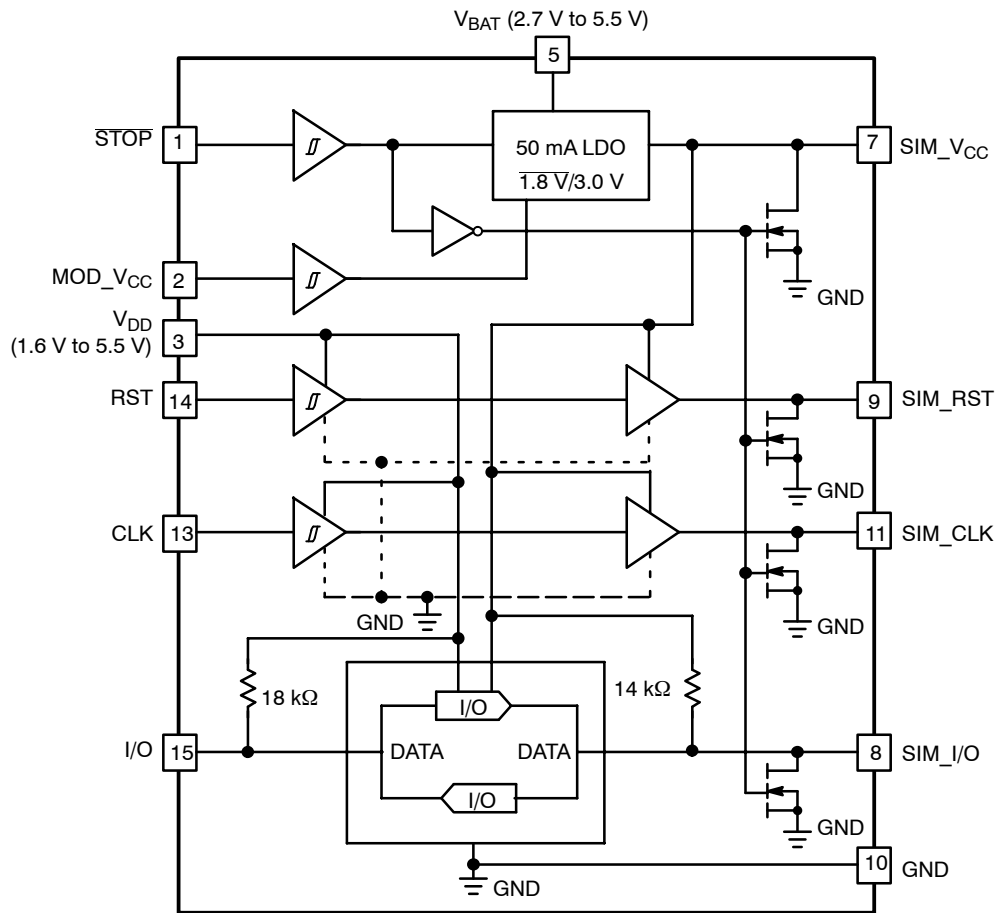 V_BAT (2.7 V to 5.5 V)
5
STOP
1
50 mA LDO
1.8 V/3.0 V
7
SIM_V_CC
MOD_V_CC
2
GND
V_DD
(1.6 V to 5.5 V)
3
RST
14
9
SIM_RST
GND
CLK
13
11
SIM_CLK
GND
GND
18 kΩ
14 kΩ
I/O
I/O
15
DATA
DATA
8
SIM_I/O
I/O
GND
10
GND
GND